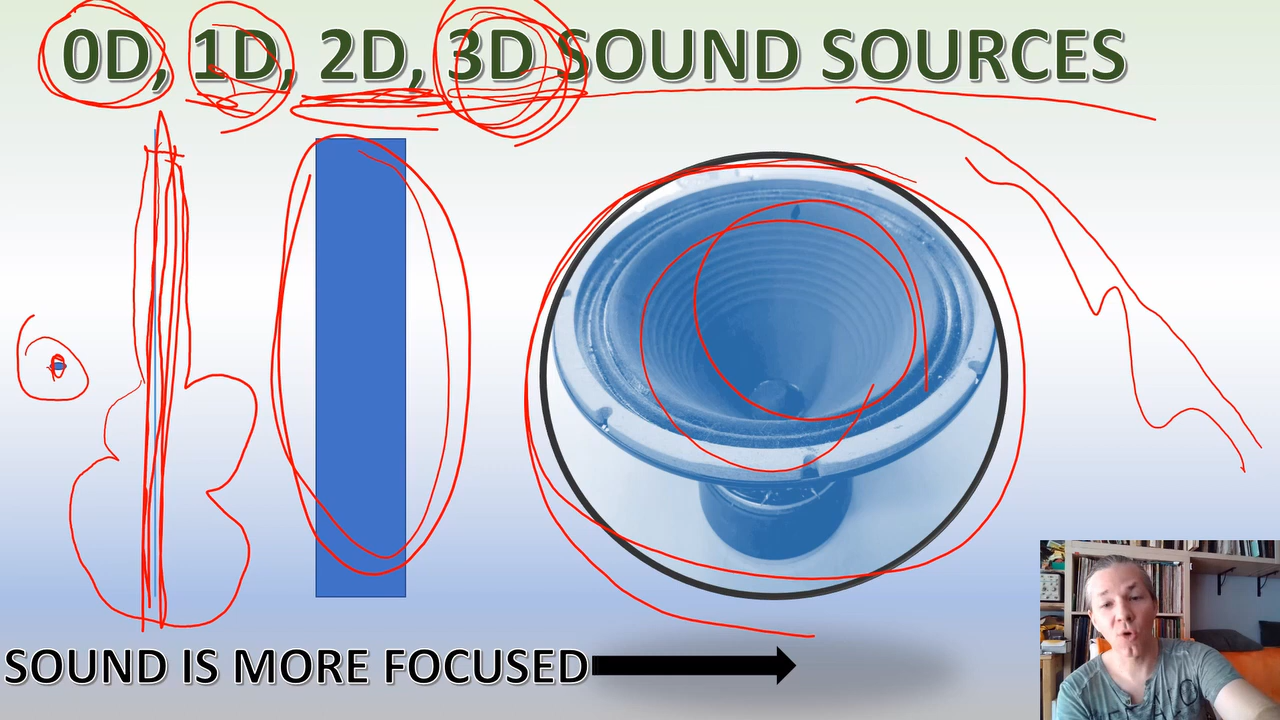 0D, 1D, 2D, 3D SOUND SOURCES
SOUND IS MORE FOCUSED